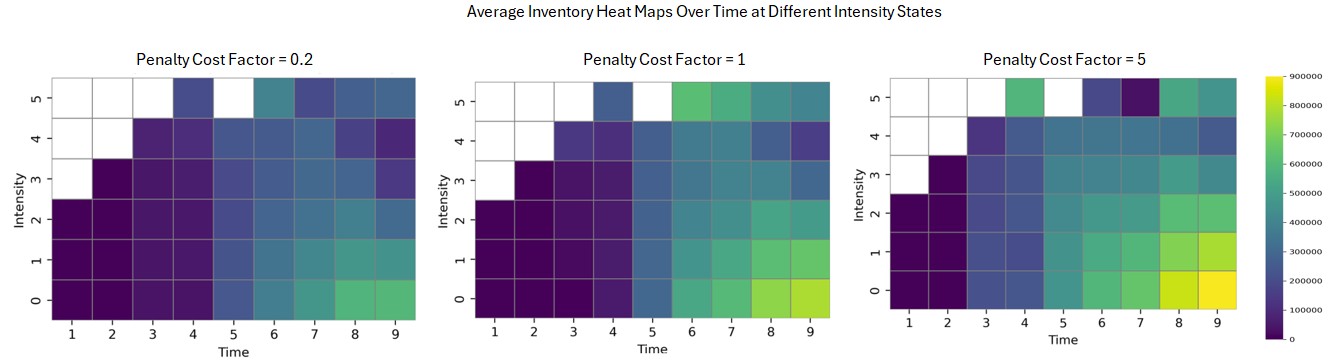 Average Inventory Heat Maps Over Time at Different Intensity States
Penalty Cost Factor = 0.2
Intensity
5
4
3
2
1
0
1 2 3 4 5 6 7 8 9
Time
Penalty Cost Factor = 1
Intensity
5
4
3
2
1
0
1 2 3 4 5 6 7 8 9
Time
Penalty Cost Factor = 5
Intensity
5
4
3
2
1
0
1 2 3 4 5 6 7 8 9
Time
900000
800000
700000
600000
500000
400000
300000
200000
100000
0